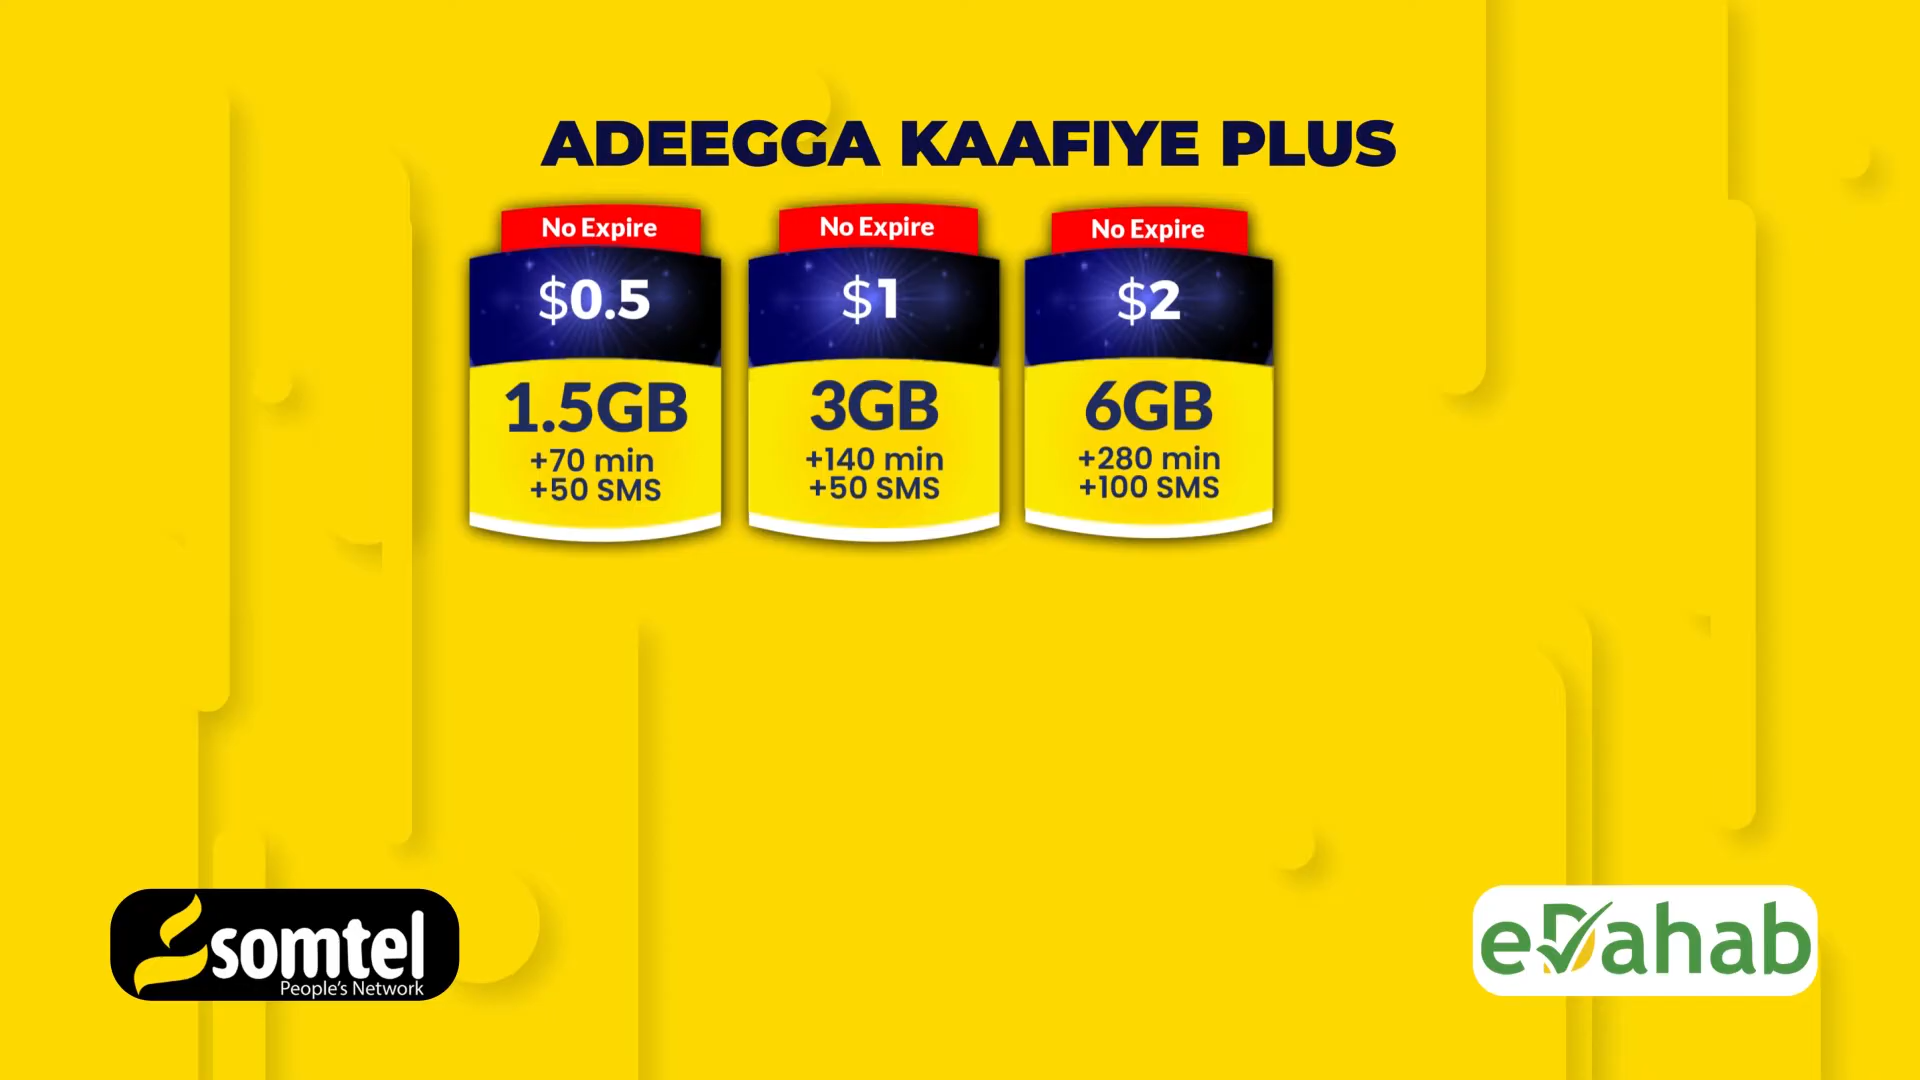 ADEEGGA KAAFIYE PLUS
No Expire
$0.5
1.5GB
+70 min
+50 SMS
No Expire
$1
3GB
+140 min
+50 SMS
No Expire
$2
6GB
+280 min
+100 SMS
somtel
People's Network
eDahab